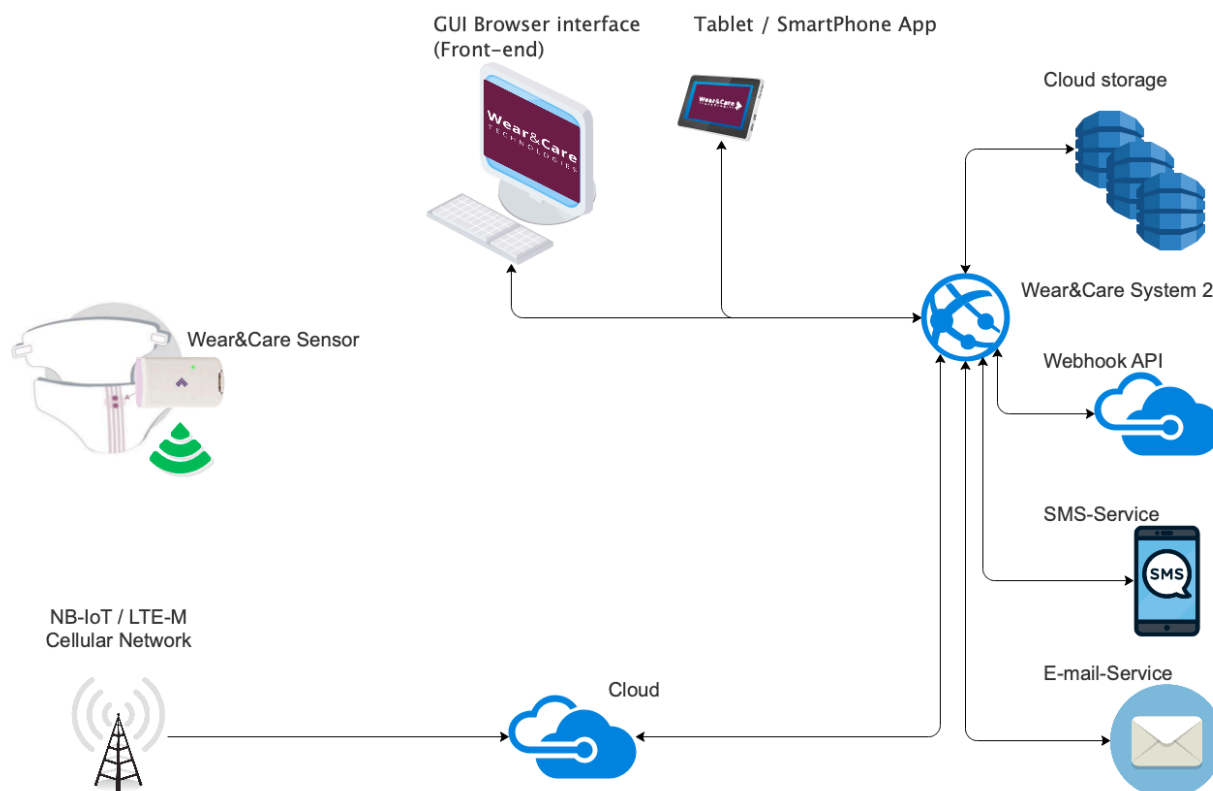 GUI Browser interface
(Front-end)
Tablet / SmartPhone App
Cloud storage
Wear&Care
TECHNOLOGIES
Wear&Care
Wear&Care System 2
Wear&Care Sensor
Webhook API
SMS-Service
SMS
NB-IoT / LTE-M
Cellular Network
E-mail-Service
Cloud